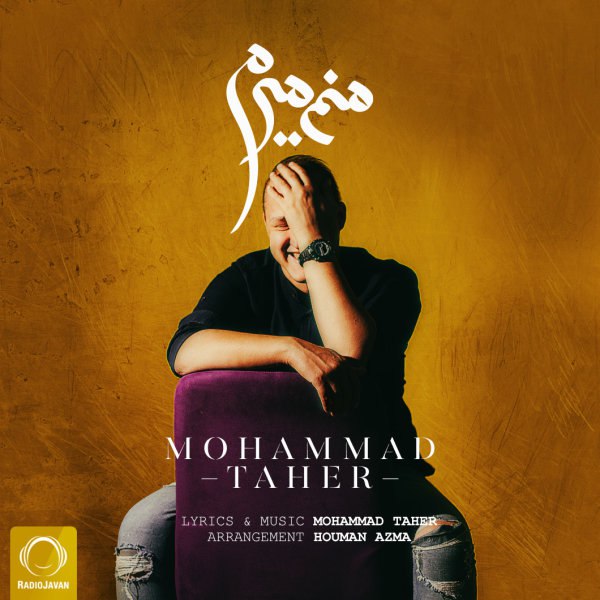 منم میرم
MOHAMMAD
–TAHER–
LYRICS & MUSIC MOHAMMAD TAHER
ARRANGEMENT HOUMAN AZMA
RADIOJAVAN